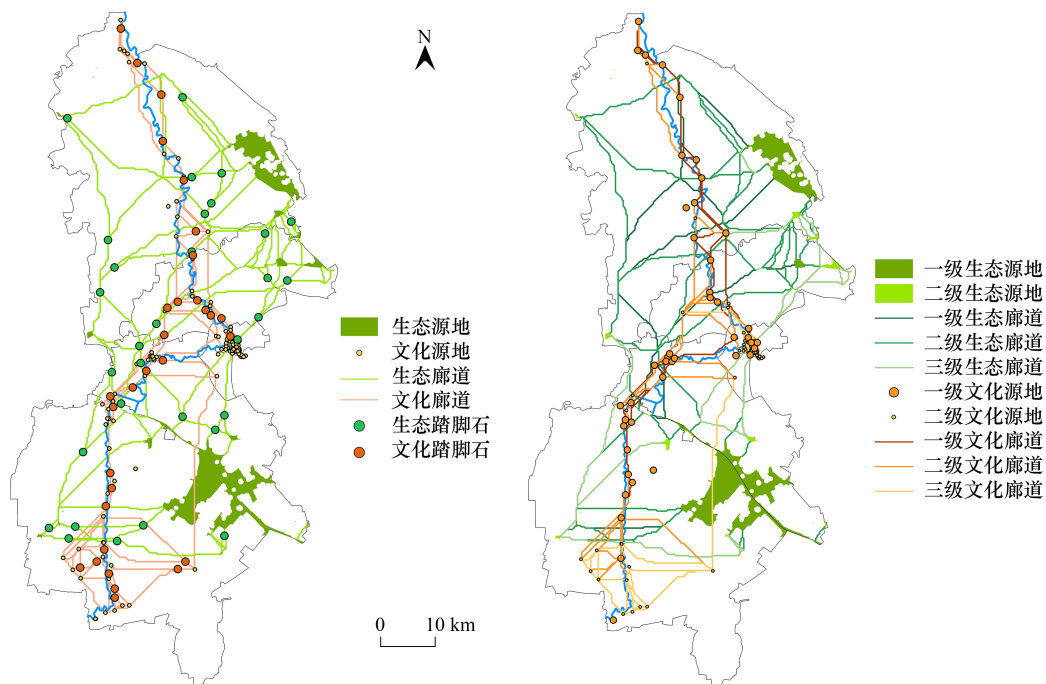 N
生态源地
文化源地
生态廊道
文化廊道
生态踏脚石
文化踏脚石
0 10 km
一级生态源地
二级生态源地
一级生态廊道
二级生态廊道
三级生态廊道
一级文化源地
二级文化源地
一级文化廊道
二级文化廊道
三级文化廊道